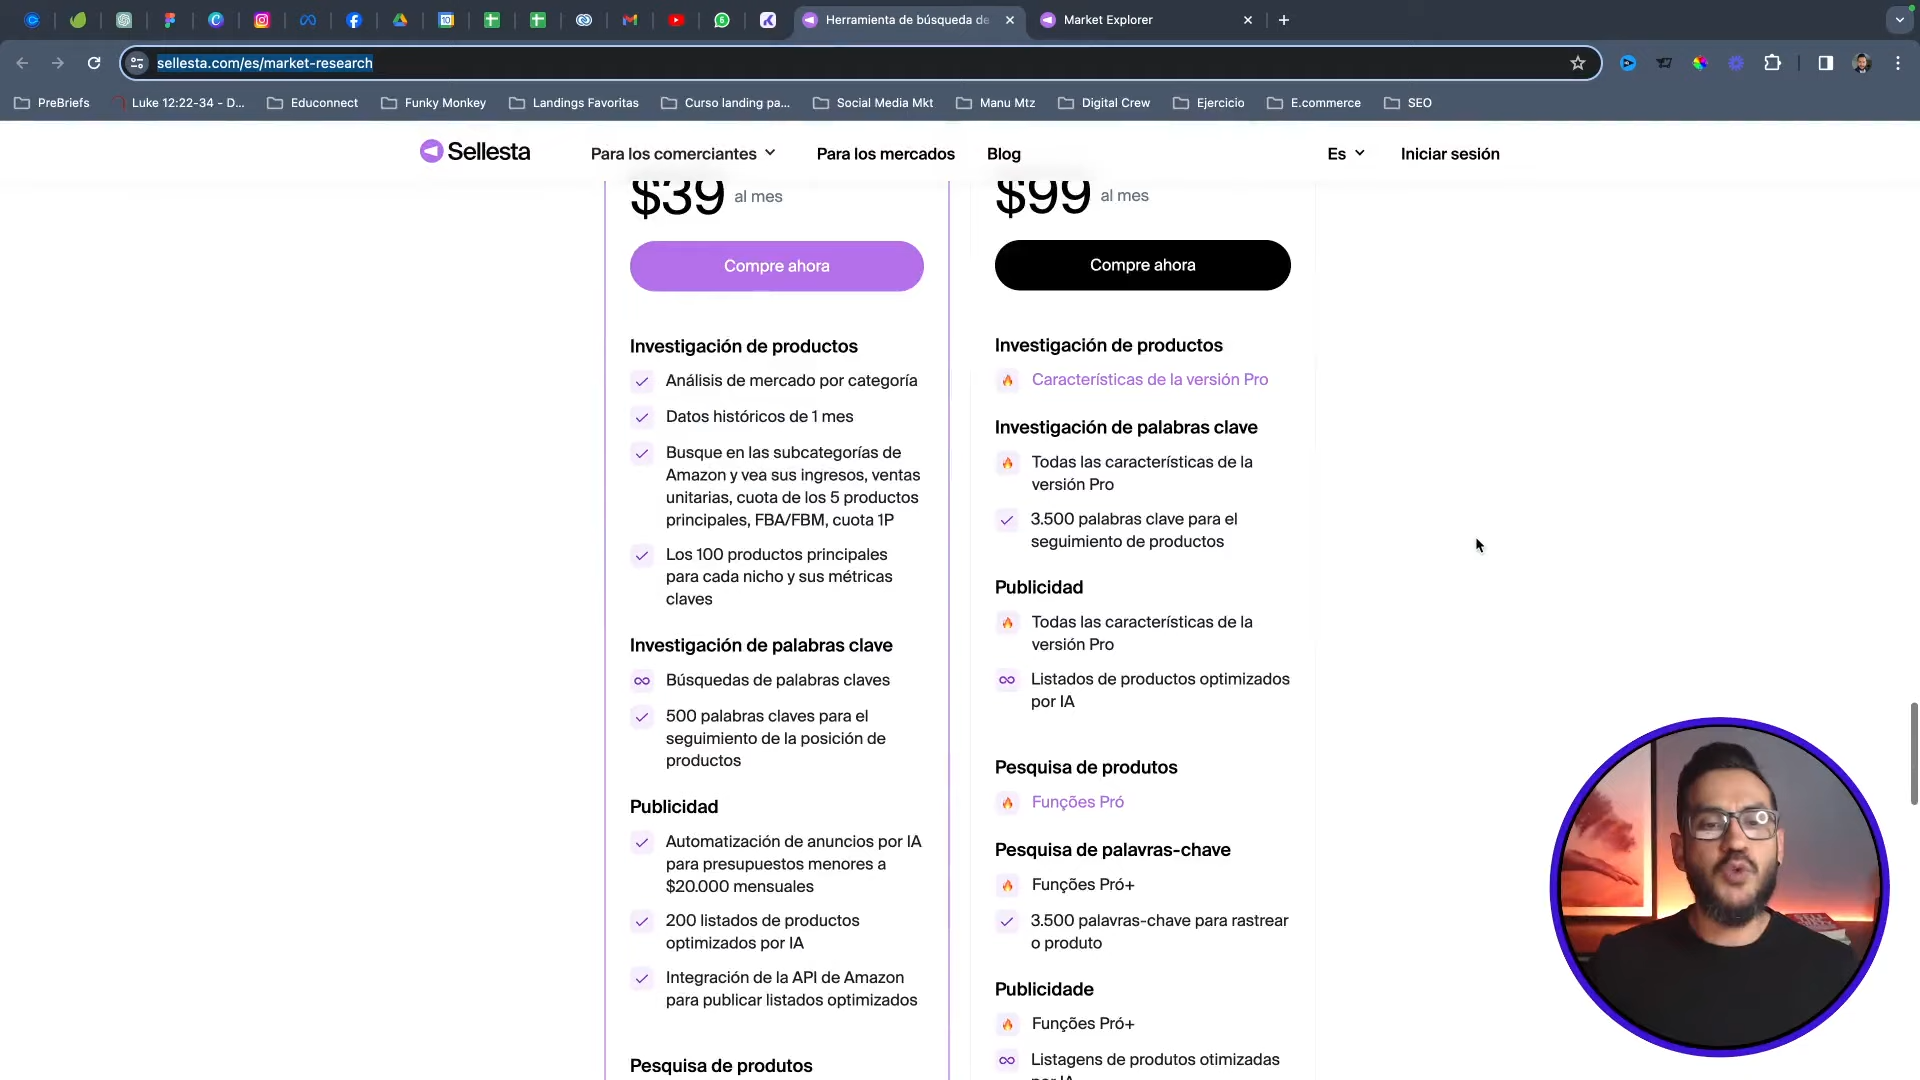 Herramienta de búsqueda de
Market Explorer
sellesta.com/es/market-research
PreBriefs
Luke 12:22-34 - D...
Educonnect
Funky Monkey
Landings Favoritas
Curso landing pa...
Social Media Mkt
Manu Mtz
Digital Crew
Ejercicio
E.commerce
SEO
Sellesta
Para los comerciantes
Para los mercados
Blog
Es
Iniciar sesión
$39 al mes
Compre ahora
Investigación de productos
Análisis de mercado por categoría
Datos históricos de 1 mes
Busque en las subcategorías de
Amazon y vea sus ingresos, ventas
unitarias, cuota de los 5 productos
principales, FBA/FBM, cuota 1P
Los 100 productos principales
para cada nicho y sus métricas
claves
Investigación de palabras clave
Búsquedas de palabras claves
500 palabras claves para el
seguimiento de la posición de
productos
Publicidad
Automatización de anuncios por IA
para presupuestos menores a
$20.000 mensuales
200 listados de productos
optimizados por IA
Integración de la API de Amazon
para publicar listados optimizados
Pesquisa de produtos
$99 al mes
Compre ahora
Investigación de productos
Características de la versión Pro
Investigación de palabras clave
Todas las características de la
versión Pro
3.500 palabras clave para el
seguimiento de productos
Publicidad
Todas las características de la
versión Pro
Listados de productos optimizados
por IA
Pesquisa de produtos
Funções Pró
Pesquisa de palavras-chave
Funções Pró+
3.500 palavras-chave para rastrear
o produto
Publicidade
Funções Pró+
Listagens de produtos otimizadas
por IA